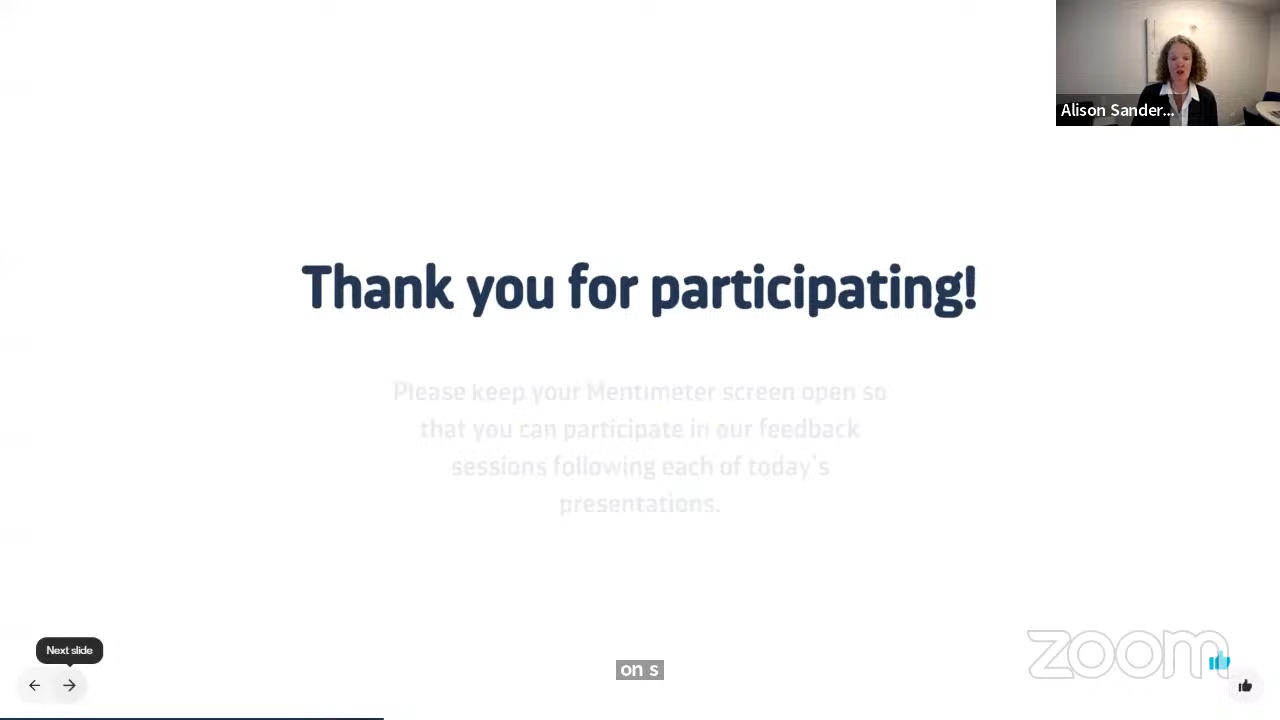 Alison Sander...
Thank you for participating!
Please keep your Mentimeter screen open so
that you can participate in our feedback
sessions following each of today's
presentations.
Next slide
on s
zoom